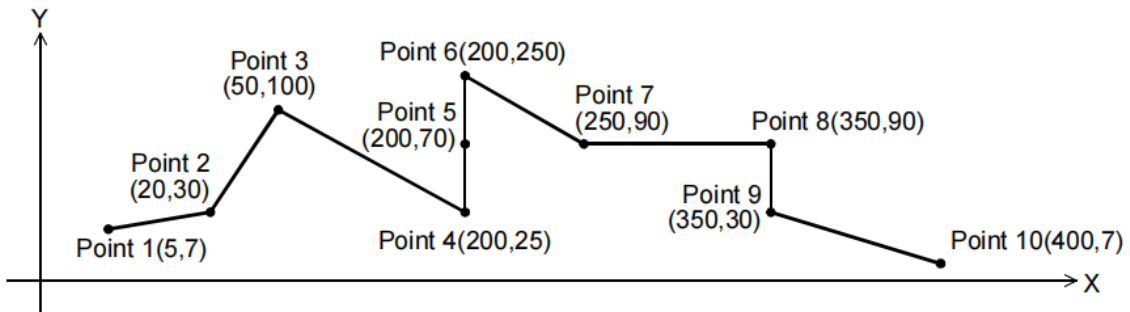 Y
Point 6(200,250)
Point 3
(50,100)
Point 7
(250,90)
Point 5
(200,70)
Point 8(350,90)
Point 2
(20,30)
Point 9
(350,30)
Point 1(5,7)
Point 4(200,25)
Point 10(400,7)
X